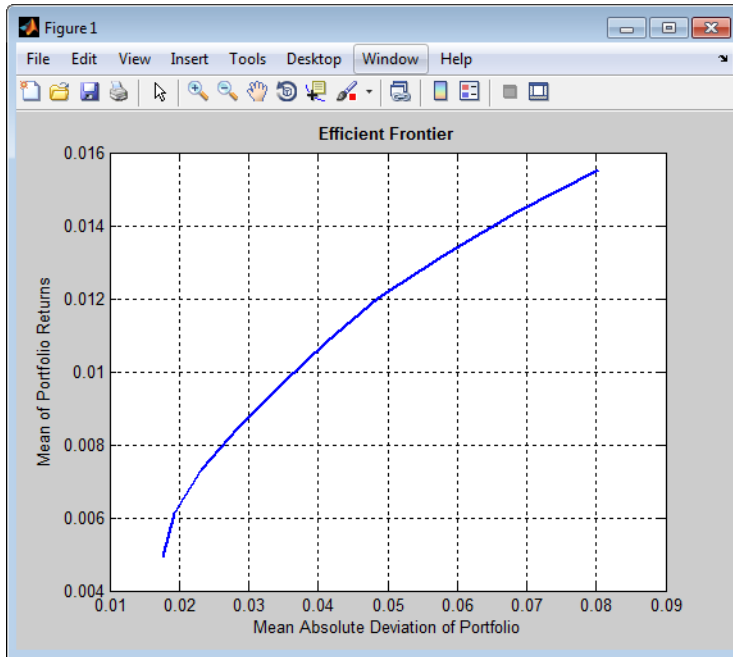 Figure 1
File Edit View Insert Tools Desktop Window Help
Efficient Frontier
0.016
0.014
0.012
0.01
0.008
0.006
0.004
Mean of Portfolio Returns
0.01 0.02 0.03 0.04 0.05 0.06 0.07 0.08 0.09
Mean Absolute Deviation of Portfolio